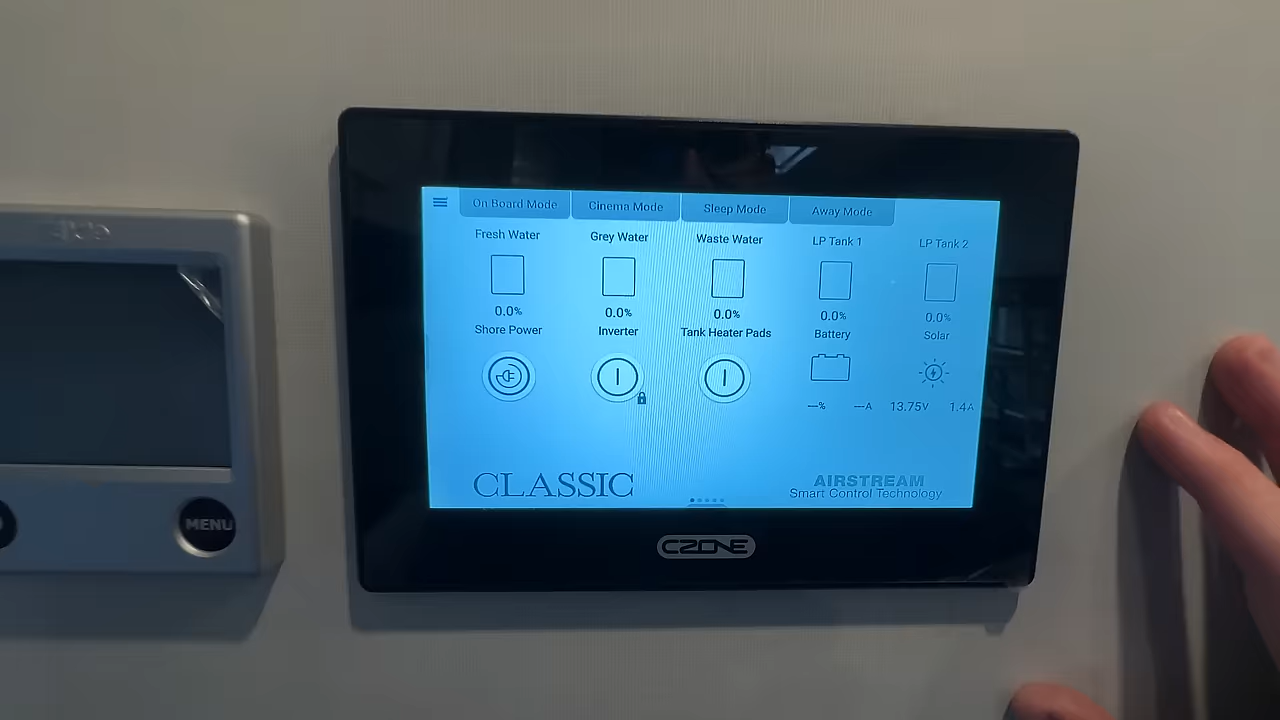 On Board Mode Cinema Mode Sleep Mode Away Mode
Fresh Water Grey Water Waste Water LP Tank 1 LP Tank 2
0.0% 0.0% 0.0% 0.0% 0.0%
Shore Power Inverter Tank Heater Pads Battery Solar
--% --A 13.75V 1.4A
CLASSIC
AIRSTREAM
Smart Control Technology
CZONE
MENU